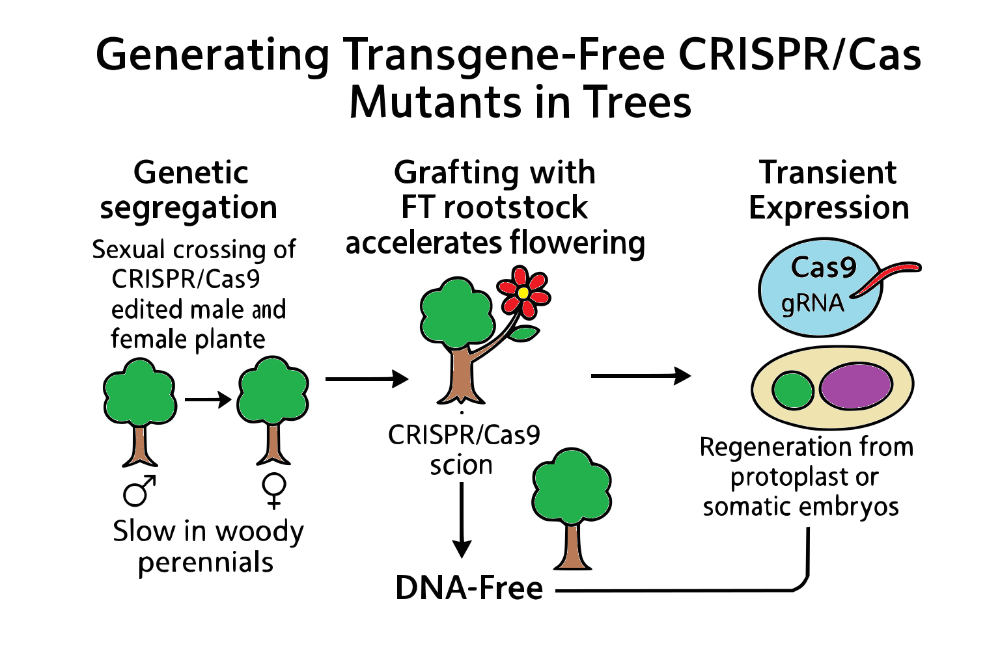 Generating Transgene-Free CRISPR/Cas
Mutants in Trees
Genetic
segregation
Sexual crossing of
CRISPR/Cas9
edited male and
female plante
♂ ♀
Slow in woody
perennials
Grafting with
FT rootstock
accelerates flowering
CRISPR/Cas9
scion
DNA-Free
Transient
Expression
Cas9
gRNA
Regeneration from
protoplast or
somatic embryos